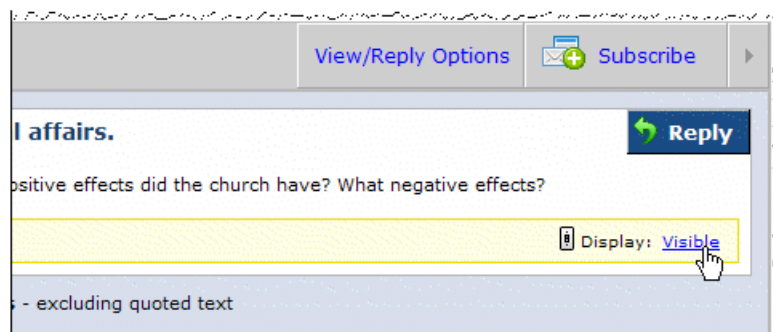 View/Reply Options Subscribe
l affairs.
Reply
ositive effects did the church have? What negative effects?
Display: Visible
s - excluding quoted text